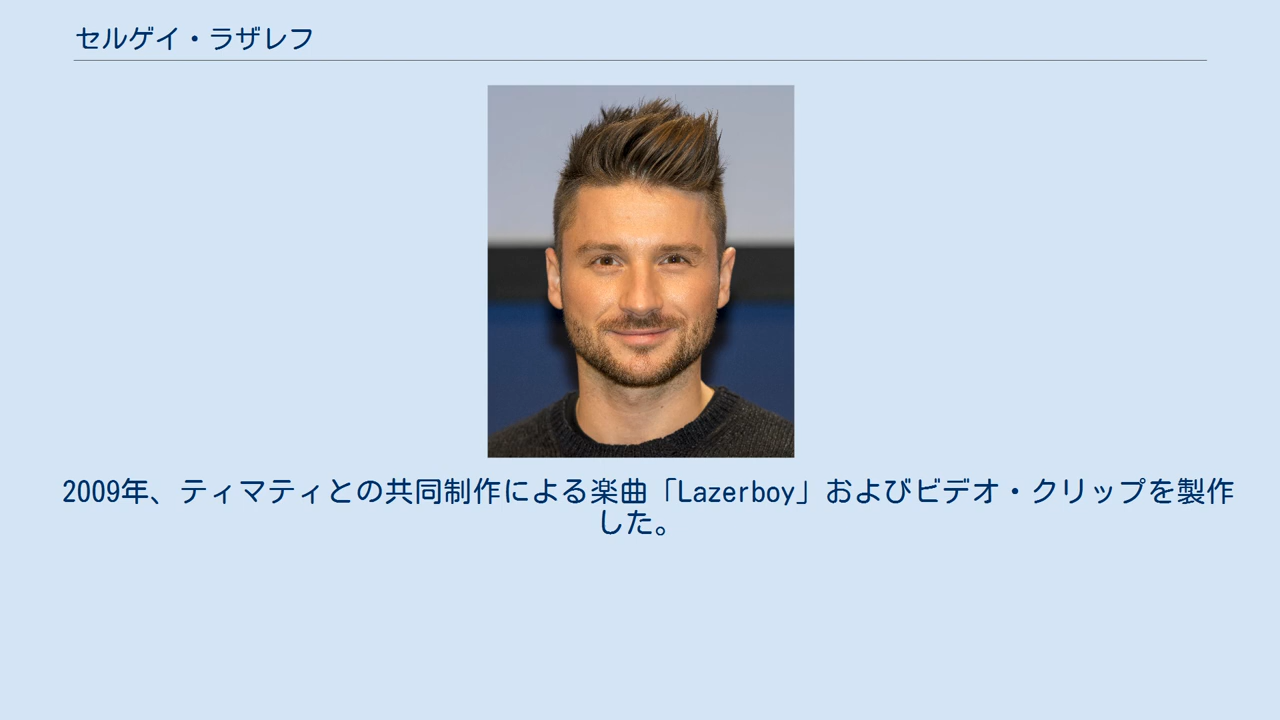 セルゲイ・ラザレフ
2009年、ティマティとの共同制作による楽曲「Lazerboy」およびビデオ・クリップを製作
した。